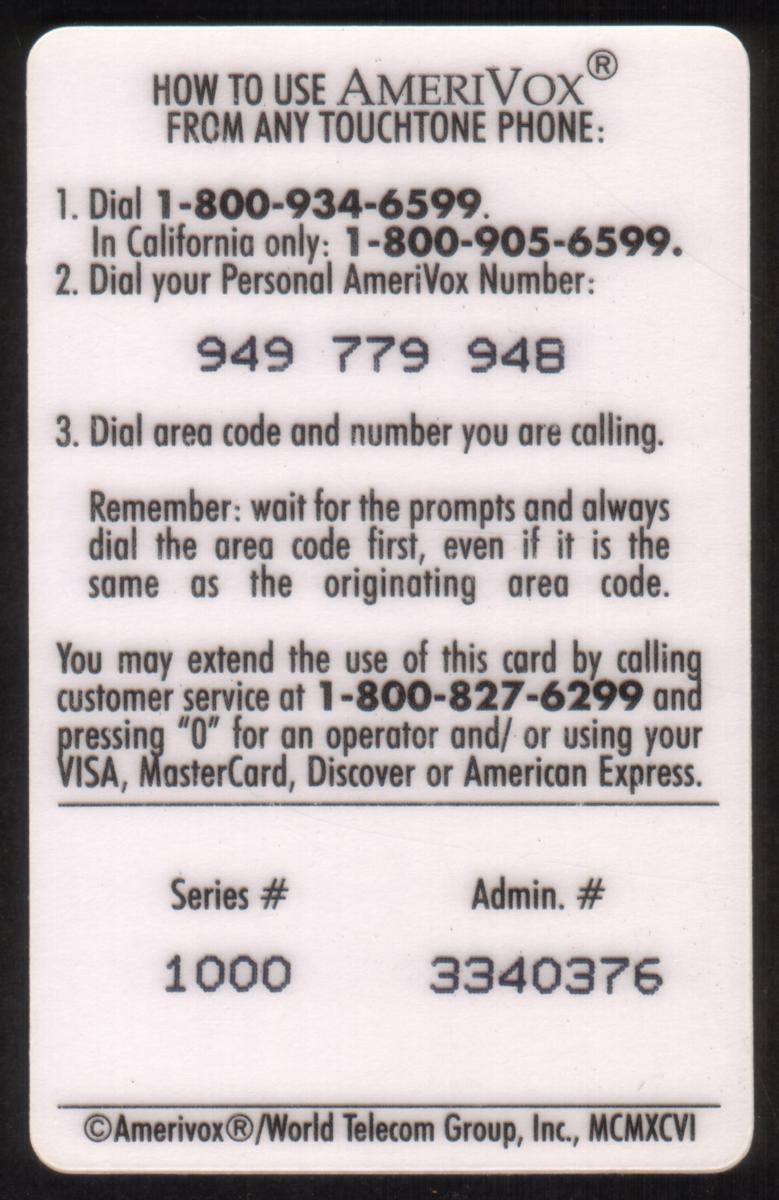 HOW TO USE AMERIVOX®
FROM ANY TOUCHTONE PHONE:
1. Dial 1-800-934-6599.
In California only: 1-800-905-6599.
2. Dial your Personal AmeriVox Number:
949 779 948
3. Dial area code and number you are calling.
Remember: wait for the prompts and always
dial the area code first, even if it is the
same as the originating area code.
You may extend the use of this card by calling
customer service at 1-800-827-6299 and
pressing "0" for an operator and/ or using your
VISA, MasterCard, Discover or American Express.
Series # Admin. #
1000 3340376
©Amerivox®/World Telecom Group, Inc., MCMXCVI